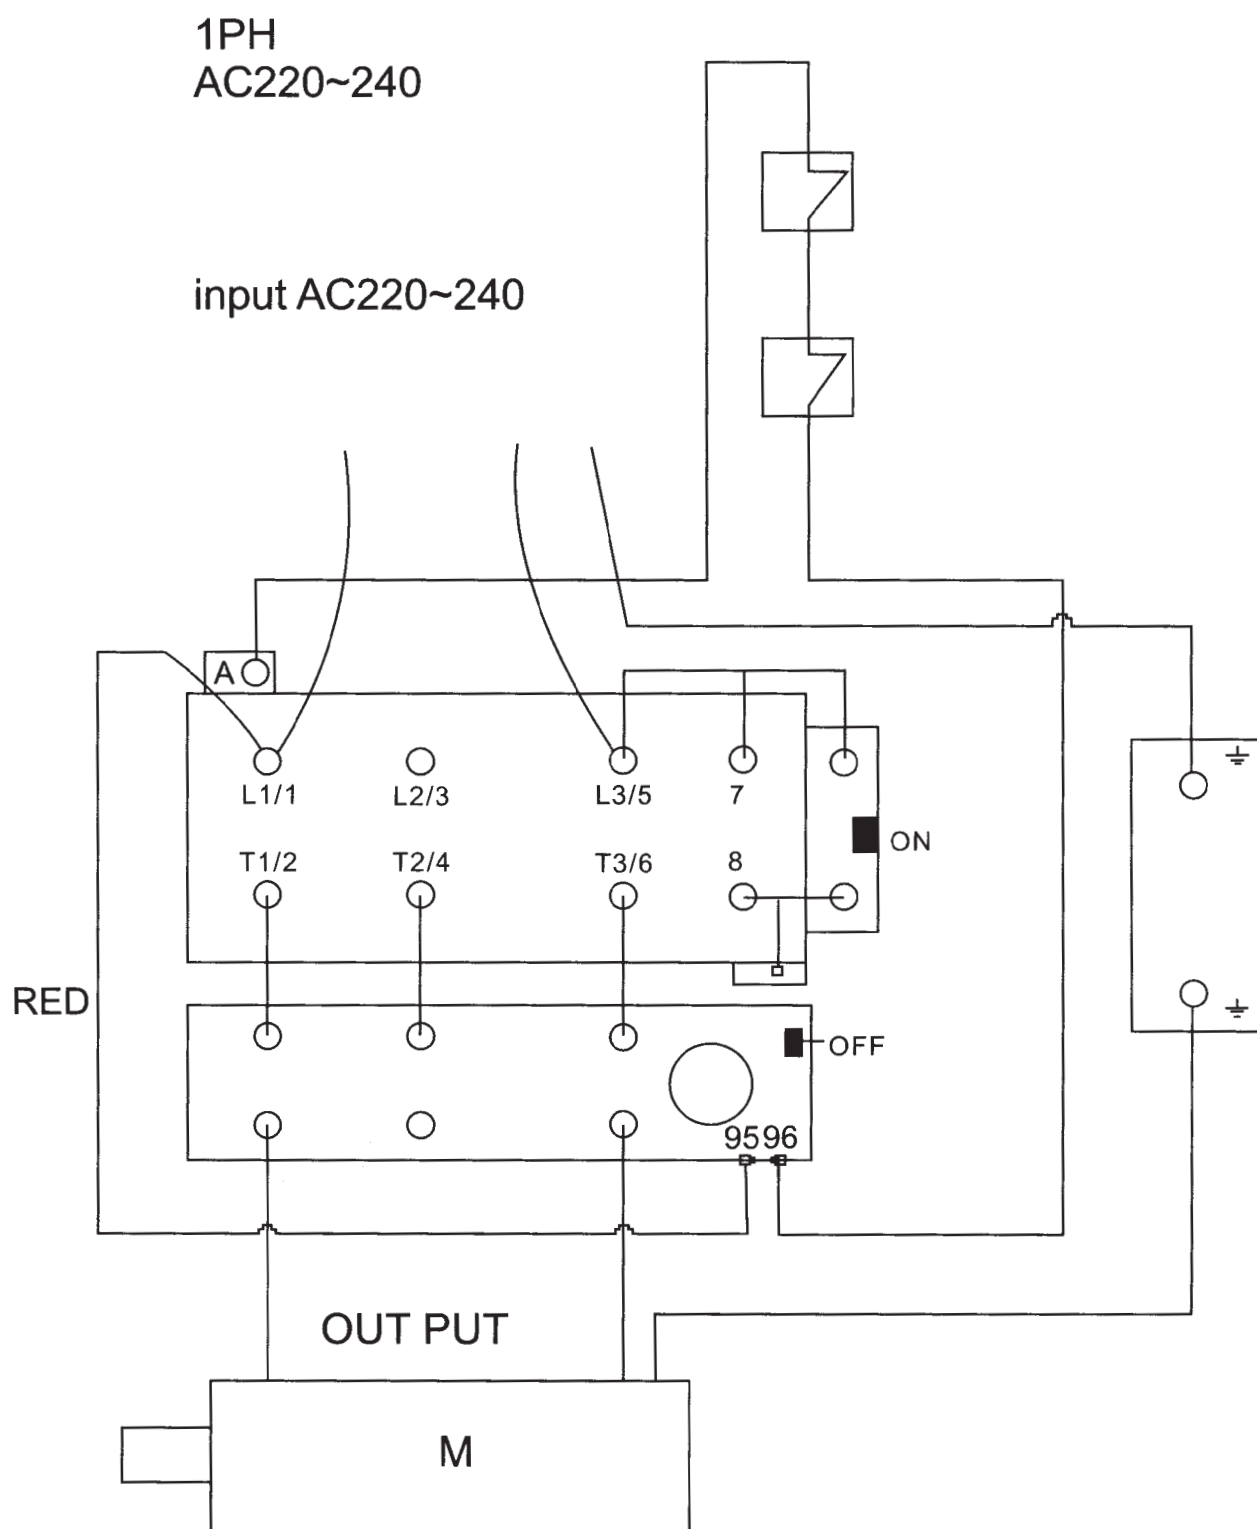 1PH
AC220~240
input AC220~240
A
L1/1 L2/3 L3/5 7
ON
T1/2 T2/4 T3/6 8
RED
OFF
95 96
OUT PUT
M